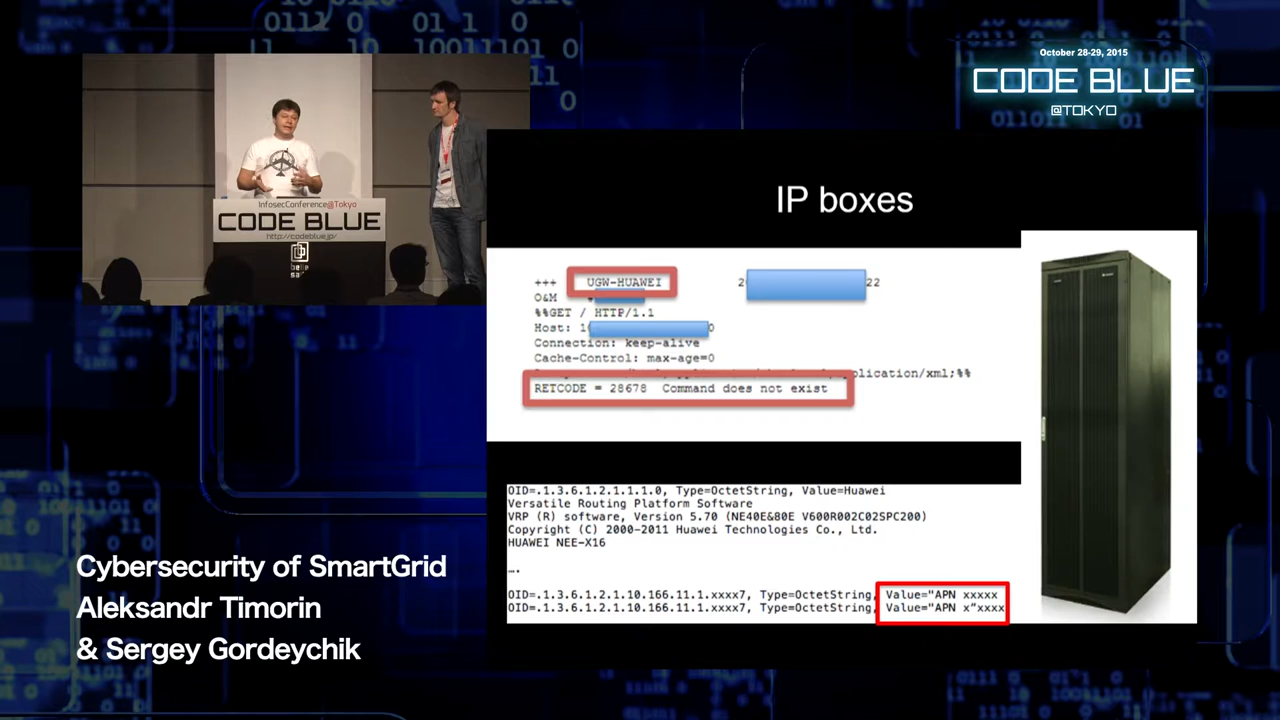 October 28-29, 2015
CODE BLUE
@TOKYO
InfosecConference@Tokyo
CODE BLUE
http://codeblue.jp/
IP boxes
+++ UGW-HUAWEI 2 22
O&M
%%GET / HTTP/1.1
Host: 1 0
Connection: keep-alive
Cache-Control: max-age=0
plication/xml;%%
RETCODE = 28678 Command does not exist
OID=.1.3.6.1.2.1.1.1.0, Type=OctetString, Value=Huawei
Versatile Routing Platform Software
VRP (R) software, Version 5.70 (NE40E&80E V600R002C02SPC200)
Copyright (C) 2000-2011 Huawei Technologies Co., Ltd.
HUAWEI NEE-X16
….
OID=.1.3.6.1.2.1.10.166.11.1.xxxx7, Type=OctetString, Value="APN xxxxx
OID=.1.3.6.1.2.1.10.166.11.1.xxxx7, Type=OctetString, Value="APN x"xxxx
Cybersecurity of SmartGrid
Aleksandr Timorin
& Sergey Gordeychik